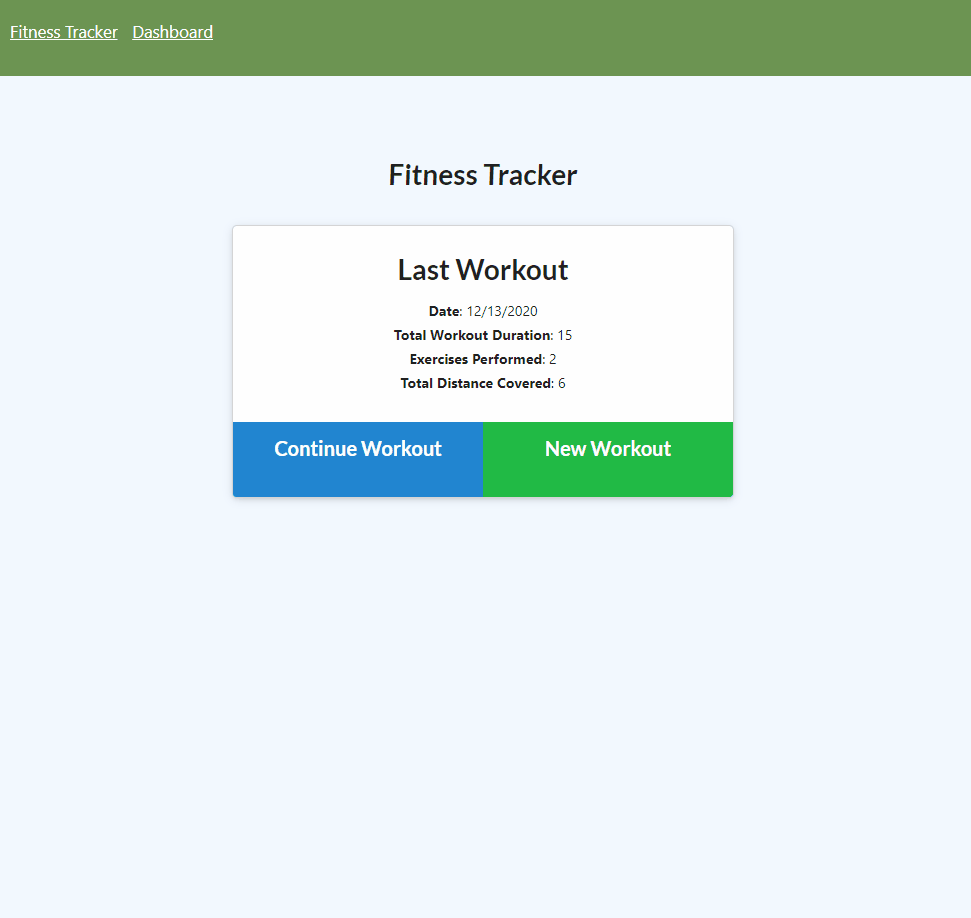 Fitness Tracker Dashboard
Fitness Tracker
Last Workout
Date: 12/13/2020
Total Workout Duration: 15
Exercises Performed: 2
Total Distance Covered: 6
Continue Workout New Workout